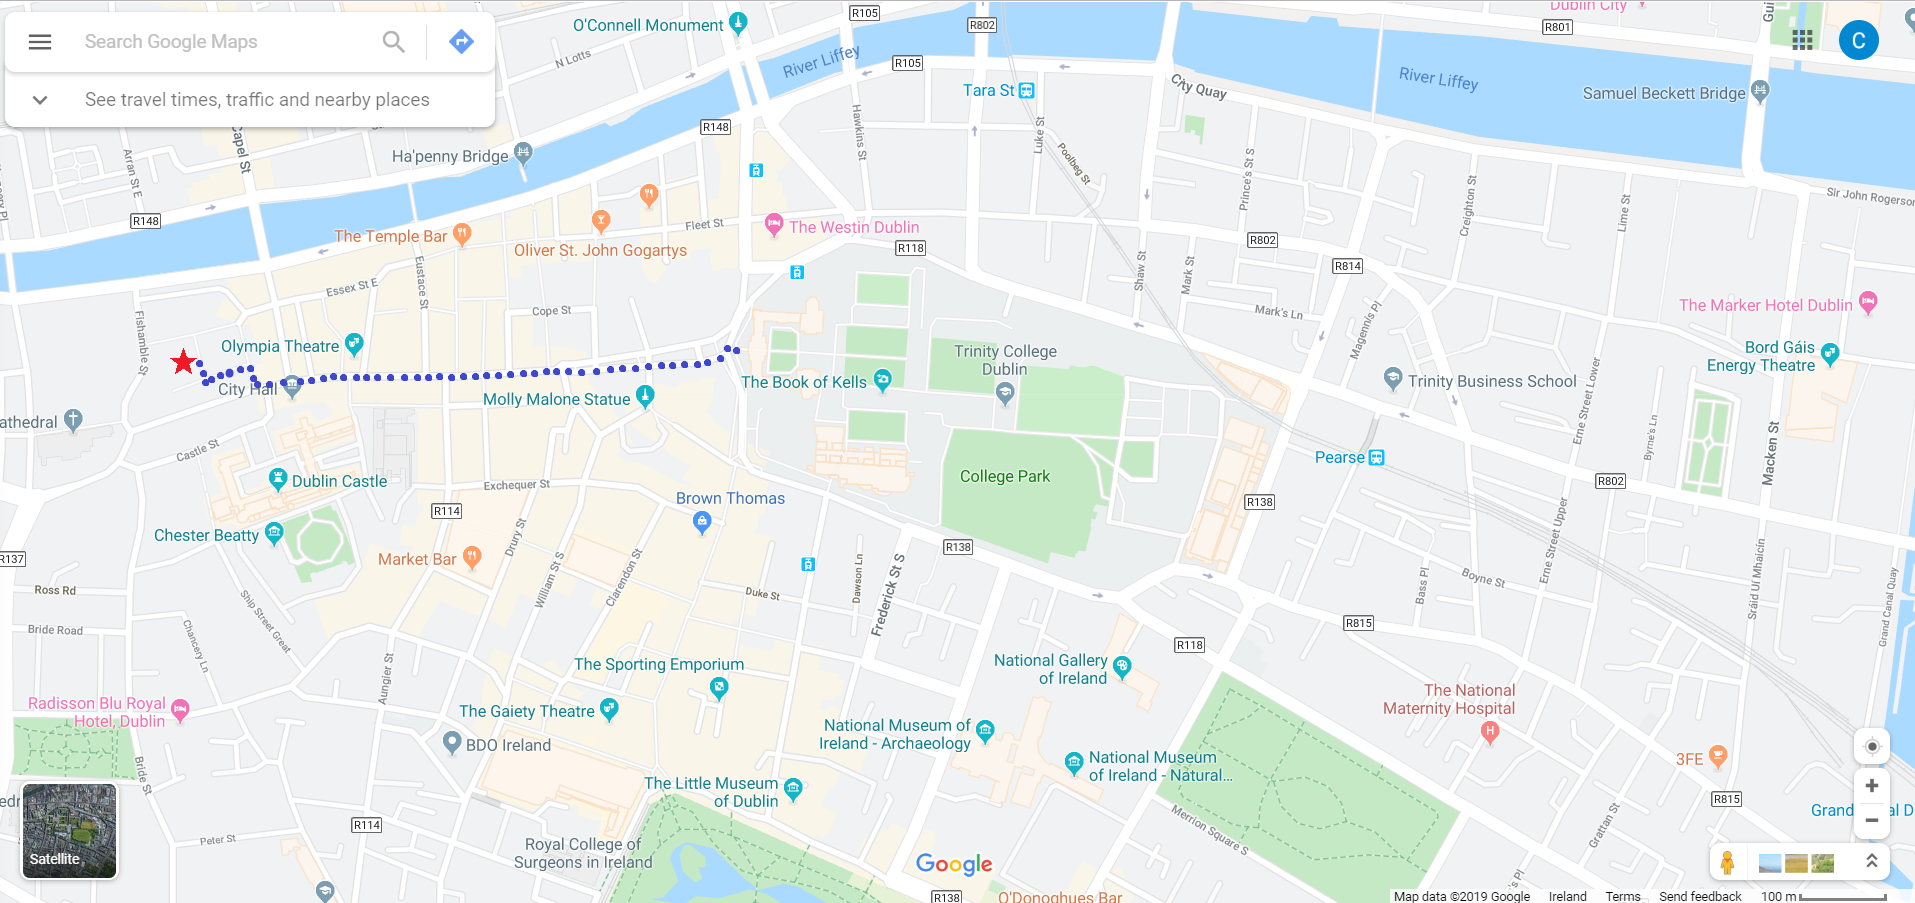 Search Google Maps
See travel times, traffic and nearby places
O'Connell Monument
R105
R802
R801
Dublin City
C
N Lotts
River Liffey
R105
Tara St
City Quay
River Liffey
Samuel Beckett Bridge
Capel St
R148
Hawkins St
Luke St
Poolbeg St
Ha'penny Bridge
Arran St E
Prince's St S
Creighton St
Lime St
Sir John Rogerson
R148
The Temple Bar
Oliver St. John Gogartys
Fleet St
The Westin Dublin
R118
R802
R814
Eustace St
Essex St E
Shaw St
Mark St
Cope St
Mark's Ln
Magennis Pl
The Marker Hotel Dublin
Fishamble St
Olympia Theatre
Trinity College
Dublin
Bord Gáis
Energy Theatre
City Hall
The Book of Kells
Trinity Business School
Molly Malone Statue
Erne Street Lower
athedral
Castle St
Byrne's Ln
Macken St
Pearse
College Park
Dublin Castle
Exchequer St
Brown Thomas
R802
R114
R138
Chester Beatty
Drury St
R137
Market Bar
William St S
Clarendon St
R138
Dawson Ln
Frederick St S
Erne Street Upper
Sráid Uí Mhaicín
Boyne St
Bass Pl
Grand Canal Quay
Ross Rd
Ship Street Great
Duke St
Bride Road
Chancery Ln
R815
R118
Aungier St
The Sporting Emporium
National Gallery
of Ireland
Radisson Blu Royal
Hotel, Dublin
The Gaiety Theatre
The National
Maternity Hospital
H
National Museum of
Ireland - Archaeology
BDO Ireland
National Museum
of Ireland - Natural...
3FE
Bride St
The Little Museum
of Dublin
R815
Grand
al D
edr
Satellite
R114
Peter St
Royal College of
Surgeons in Ireland
Merrion Square S
Grattan St
Google
R138
O'Donoghues Bar
's Pl
Map data ©2019 Google
Ireland
Terms
Send feedback
100 m